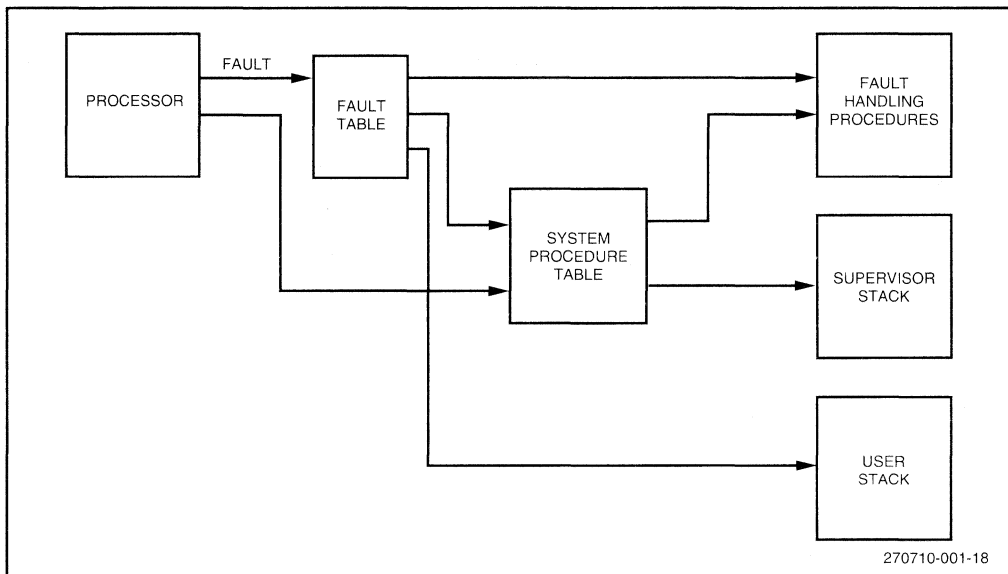 PROCESSOR
FAULT
FAULT
TABLE
SYSTEM
PROCEDURE
TABLE
FAULT
HANDLING
PROCEDURES
SUPERVISOR
STACK
USER
STACK
270710-001-18